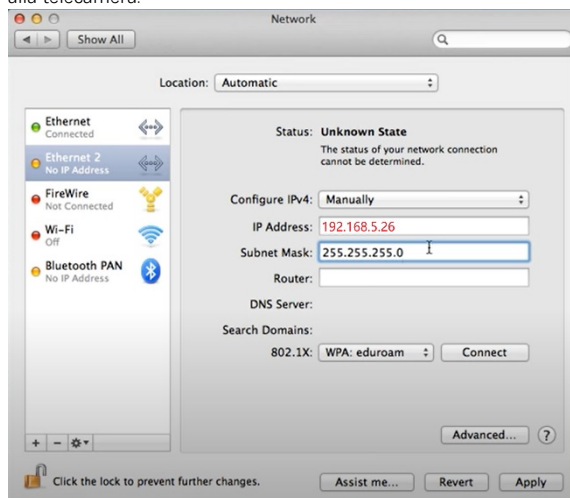 alla telecamera.
Network
Show All
Location: Automatic
Ethernet
Connected
Ethernet 2
No IP Address
FireWire
Not Connected
Wi-Fi
Off
Bluetooth PAN
No IP Address
Status: Unknown State
The status of your network connection
cannot be determined.
Configure IPv4: Manually
IP Address: 192.168.5.26
Subnet Mask: 255.255.255.0
Router:
DNS Server:
Search Domains:
802.1X: WPA: eduroam Connect
Advanced... ?
Click the lock to prevent further changes.
Assist me... Revert Apply